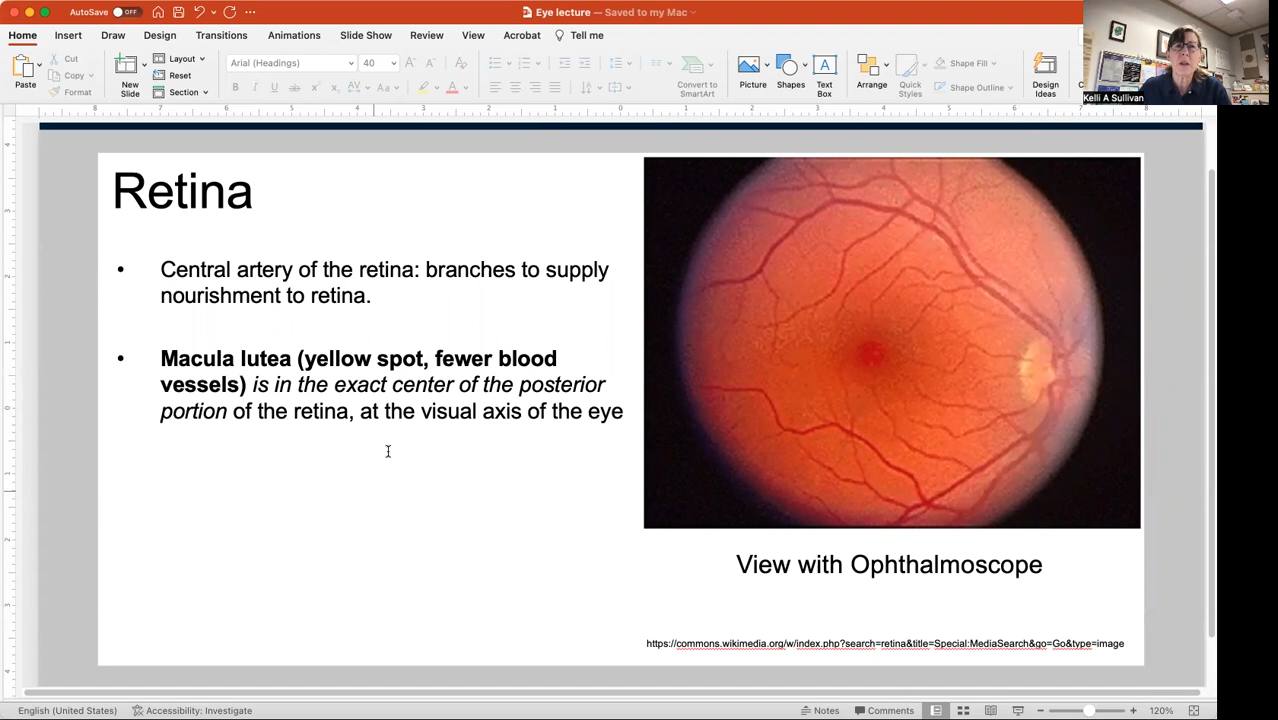 AutoSave OFF
Eye lecture — Saved to my Mac
Home Insert Draw Design Transitions Animations Slide Show Review View Acrobat Tell me
Paste
Cut
Copy
Format
New
Slide
Layout
Reset
Section
Arial (Headings) 40
Convert to
SmartArt
Picture
Shapes
Text
Box
Arrange
Quick
Styles
Shape Fill
Shape Outline
Design
Ideas
Kelli A Sullivan
Retina
• Central artery of the retina: branches to supply
nourishment to retina.
• Macula lutea (yellow spot, fewer blood
vessels) is in the exact center of the posterior
portion of the retina, at the visual axis of the eye
View with Ophthalmoscope
https://commons.wikimedia.org/w/index.php?search=retina&title=Special:MediaSearch&go=Go&type=image
English (United States) Accessibility: Investigate Notes Comments 120%